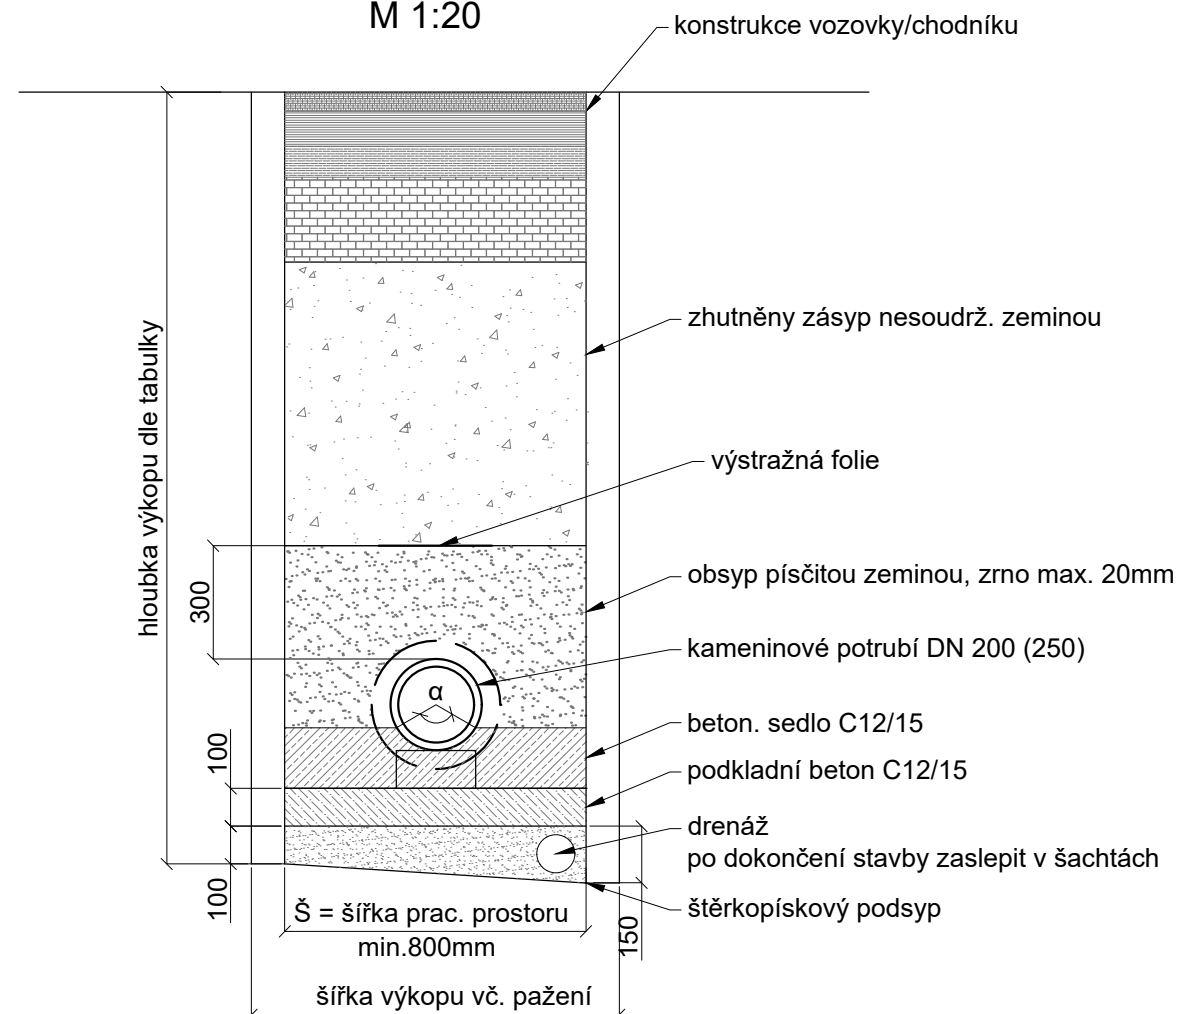 M 1:20
konstrukce vozovky/chodníku
zhutněny zásyp nesoudrž. zeminou
hloubka výkopu dle tabulky
výstražná folie
obsyp písčitou zeminou, zrno max. 20mm
300
kameninové potrubí DN 200 (250)
α
beton. sedlo C12/15
100
podkladní beton C12/15
drenáž
po dokončení stavby zaslepit v šachtách
100
štěrkopískový podsyp
150
Š = šířka prac. prostoru
min.800mm
šířka výkopu vč. pažení